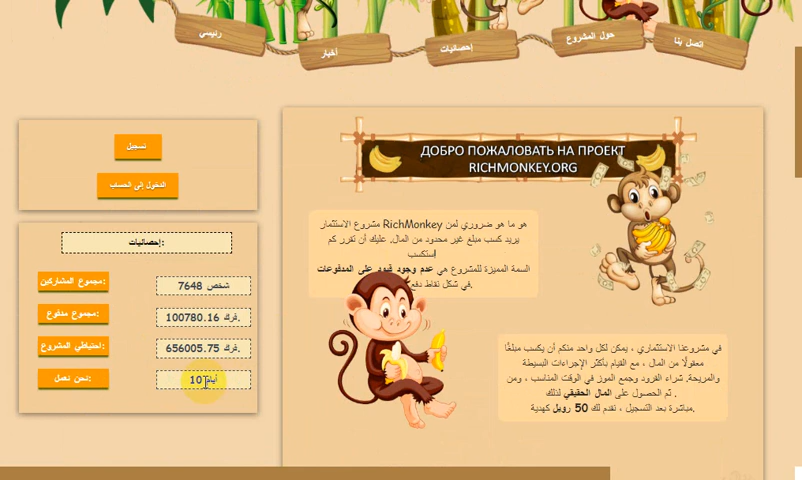 رئيسي
أخبار
إحصائيات
حول المشروع
اتصل بنا
تسجيل
الدخول إلى الحساب
إحصائيات:
مجموع المشاركين:
7648 شخص
مجموع مدفوع:
100780.16 فرك.
احتياطي المشروع:
656005.75 فرك.
نحن نعمل:
10 أيام
ДОБРО ПОЖАЛОВАТЬ НА ПРОЕКТ
RICHMONKEY.ORG
هو ما هو ضروري لمن RichMonkey مشروع الاستثمار
يريد كسب مبلغ غير محدود من المال. عليك أن تقرر كم
ستكسب!
السمة المميزة للمشروع هي عدم وجود قيود على المدفوعات
في شكل نقاط دفع.
في مشروعنا الاستثماري ، يمكن لكل واحد منكم أن يكسب مبلغًا
معقولًا من المال ، مع القيام بأكثر الإجراءات البسيطة
والمريحة. شراء القرود وجمع الموز في الوقت المناسب ، ومن
ثم الحصول على المال الحقيقي لذلك .
مباشرة بعد التسجيل ، نقدم لك 50 روبل كهدية.